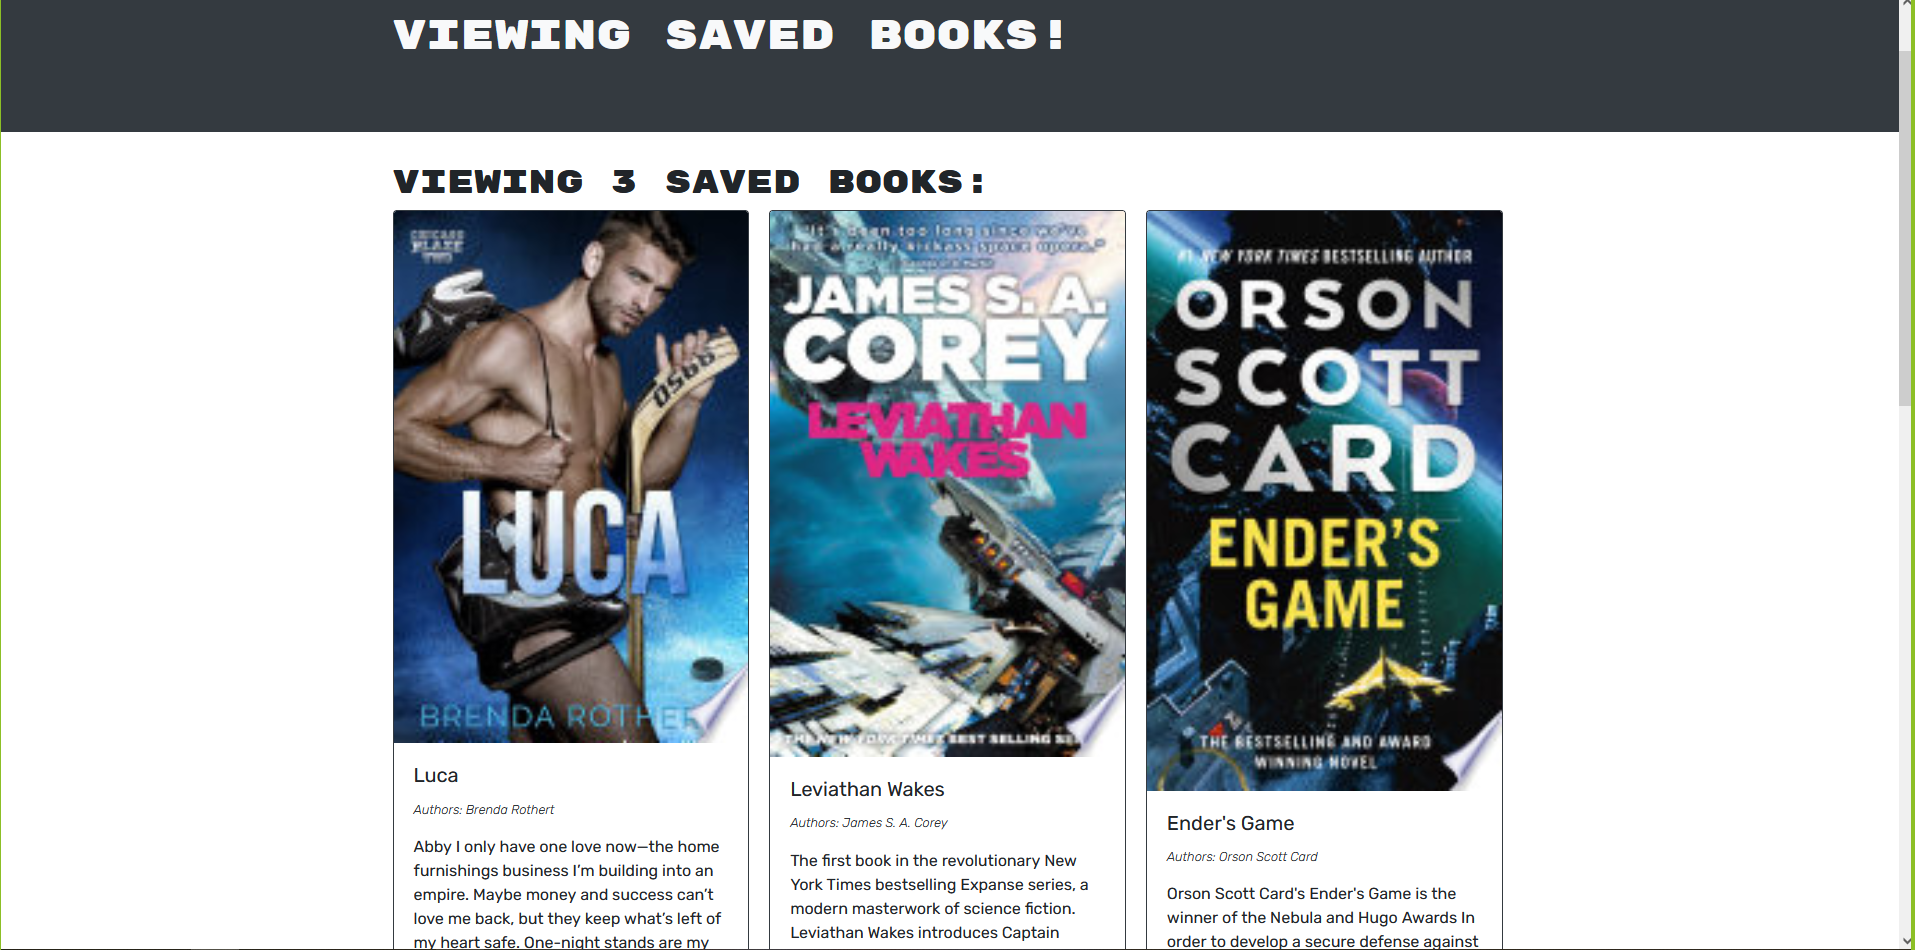 VIEWING SAVED BOOKS!
VIEWING 3 SAVED BOOKS:
CHICAGO
BLAZE
TWO
0566
LUCA
BRENDA ROTHER
Luca
Authors: Brenda Rothert
Abby I only have one love now—the home
furnishings business I'm building into an
empire. Maybe money and success can't
love me back, but they keep what's left of
my heart safe. One-night stands are my
"It's been too long since we've
had a really kickass space opera."
JAMES S. A.
COREY
LEVIATHAN
WAKES
THE NEW YORK TIMES BEST SELLING SE
Leviathan Wakes
Authors: James S. A. Corey
The first book in the revolutionary New
York Times bestselling Expanse series, a
modern masterwork of science fiction.
Leviathan Wakes introduces Captain
#1 NEW YORK TIMES BESTSELLING AUTHOR
ORSON
SCOTT
CARD
ENDER'S
GAME
THE BESTSELLING AND AWARD
WINNING NOVEL
Ender's Game
Authors: Orson Scott Card
Orson Scott Card's Ender's Game is the
winner of the Nebula and Hugo Awards In
order to develop a secure defense against